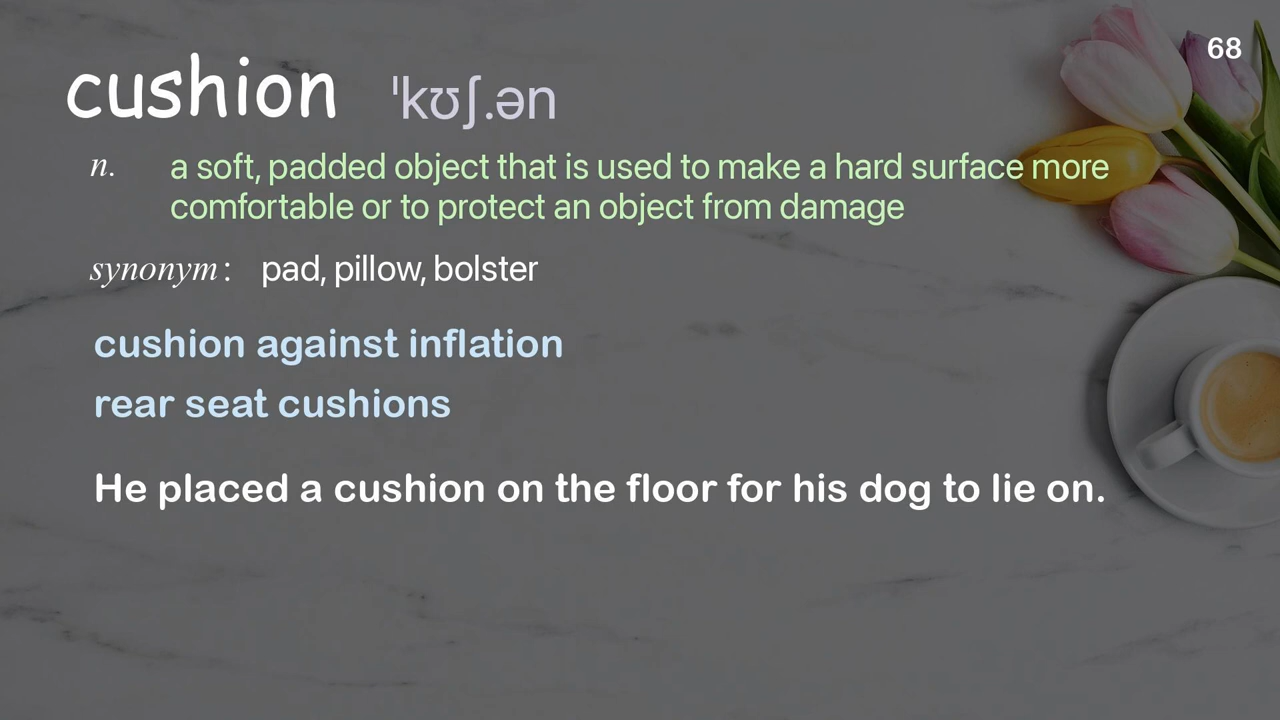 68
cushion ˈkʊʃ.ən
n. a soft, padded object that is used to make a hard surface more
comfortable or to protect an object from damage
synonym: pad, pillow, bolster
cushion against inflation
rear seat cushions
He placed a cushion on the floor for his dog to lie on.